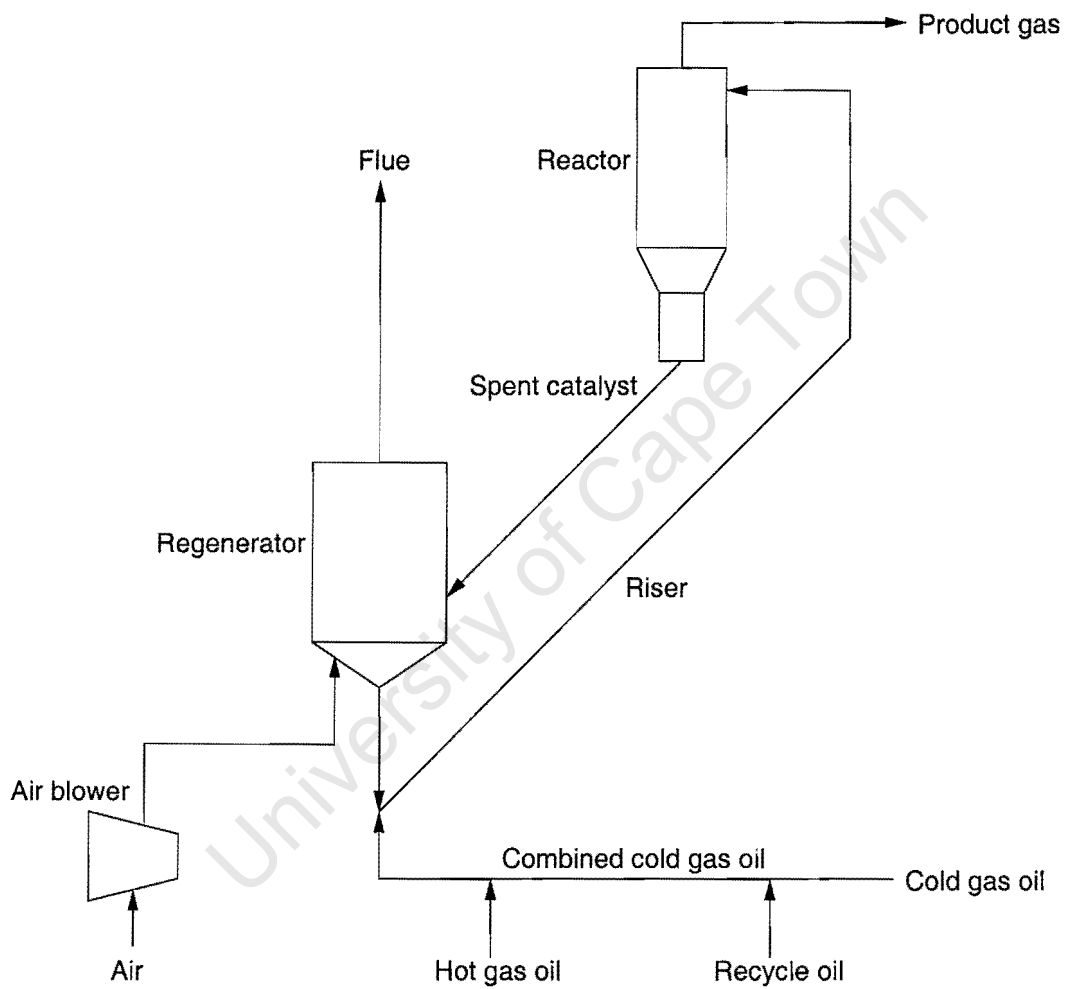 Product gas
Flue
Reactor
Spent catalyst
Regenerator
Riser
Air blower
Combined cold gas oil
Cold gas oil
Air
Hot gas oil
Recycle oil
University of Cape Town